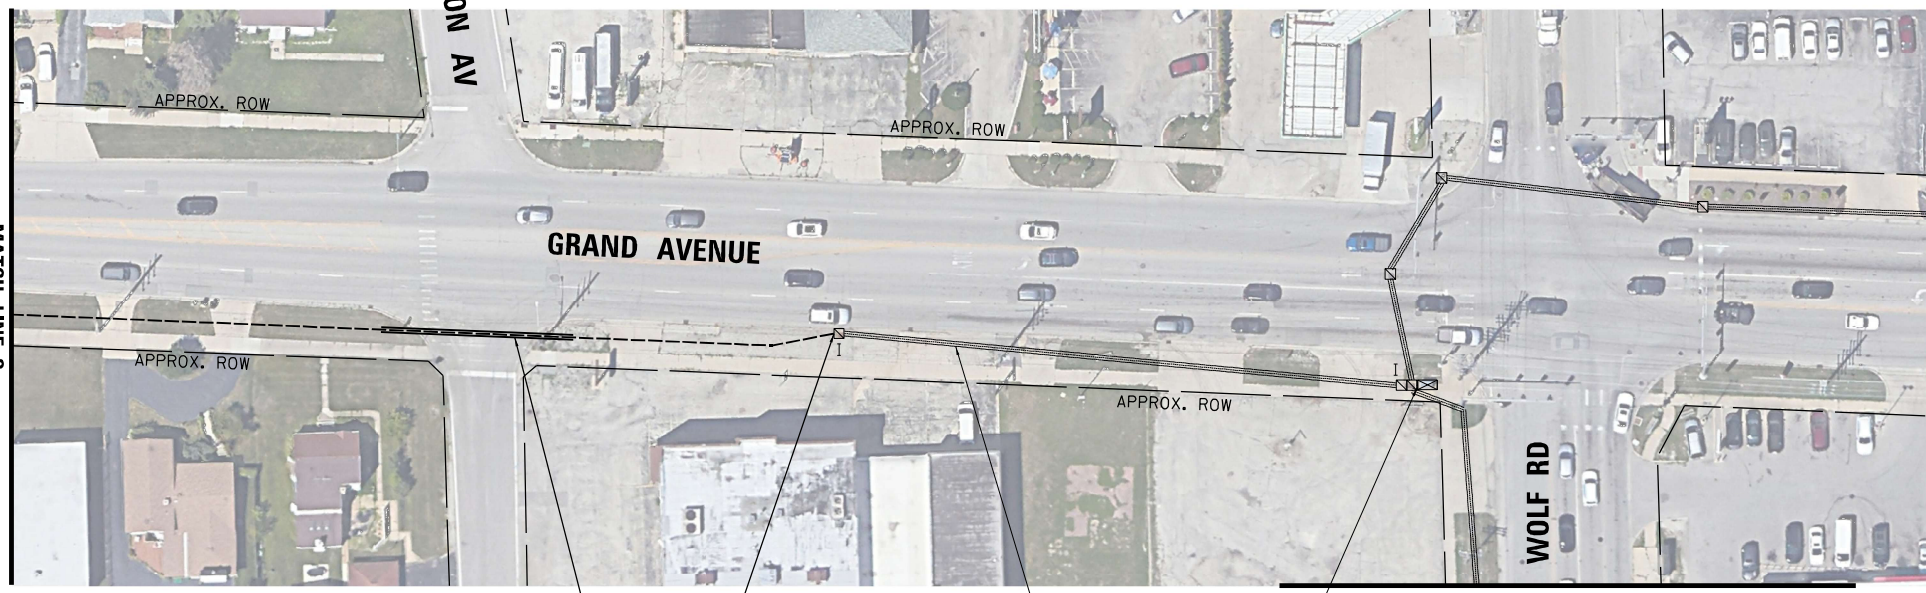 ON AV
APPROX. ROW
APPROX. ROW
GRAND AVENUE
I
I
APPROX. ROW
APPROX. ROW
WOLF RD